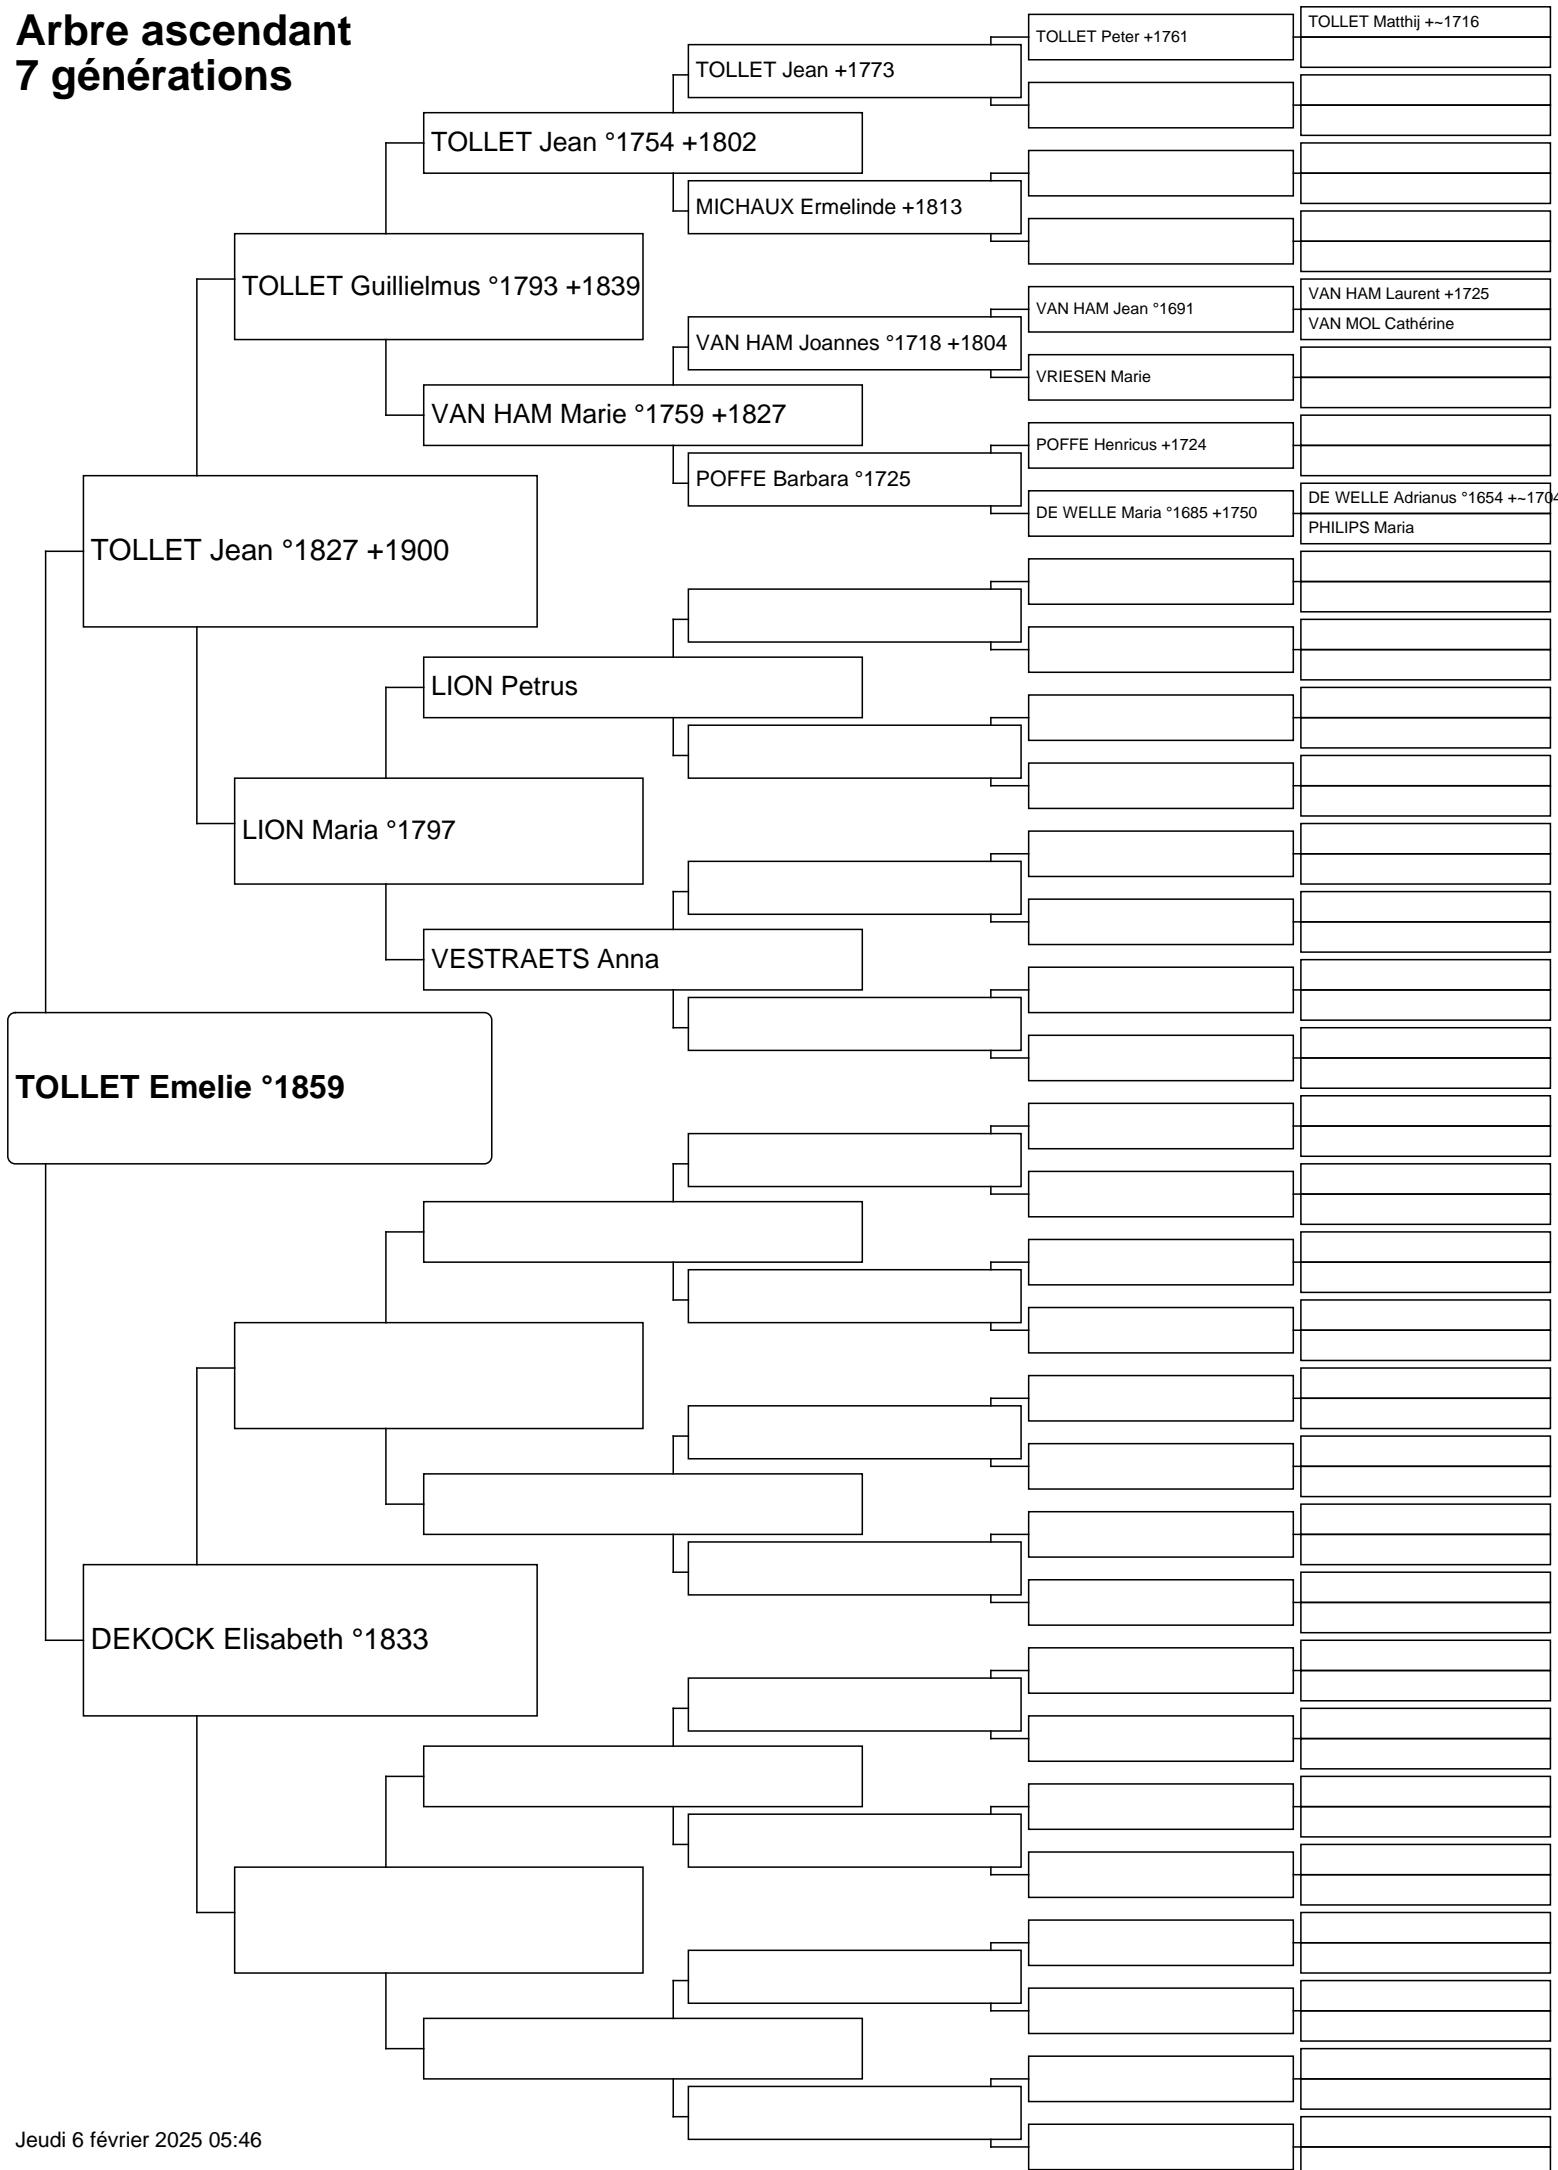 Arbre ascendant
7 générations
TOLLET Matthij +~1716
TOLLET Peter +1761
TOLLET Jean +1773
TOLLET Jean °1754 +1802
MICHAUX Ermelinde +1813
TOLLET Guillielmus °1793 +1839
VAN HAM Laurent +1725
VAN HAM Jean °1691
VAN MOL Cathérine
VAN HAM Joannes °1718 +1804
VRIESEN Marie
VAN HAM Marie °1759 +1827
POFFE Henricus +1724
POFFE Barbara °1725
DE WELLE Adrianus °1654 +~1704
DE WELLE Maria °1685 +1750
PHILIPS Maria
TOLLET Jean °1827 +1900
LION Petrus
LION Maria °1797
VESTRAETS Anna
TOLLET Emelie °1859
DEKOCK Elisabeth °1833
Jeudi 6 février 2025 05:46